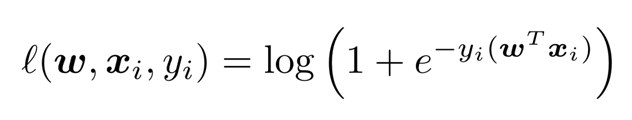 ℓ(𝒘, 𝒙ᵢ, yᵢ) = log (1 + e^{−yᵢ(𝒘ᵀ𝒙ᵢ)})